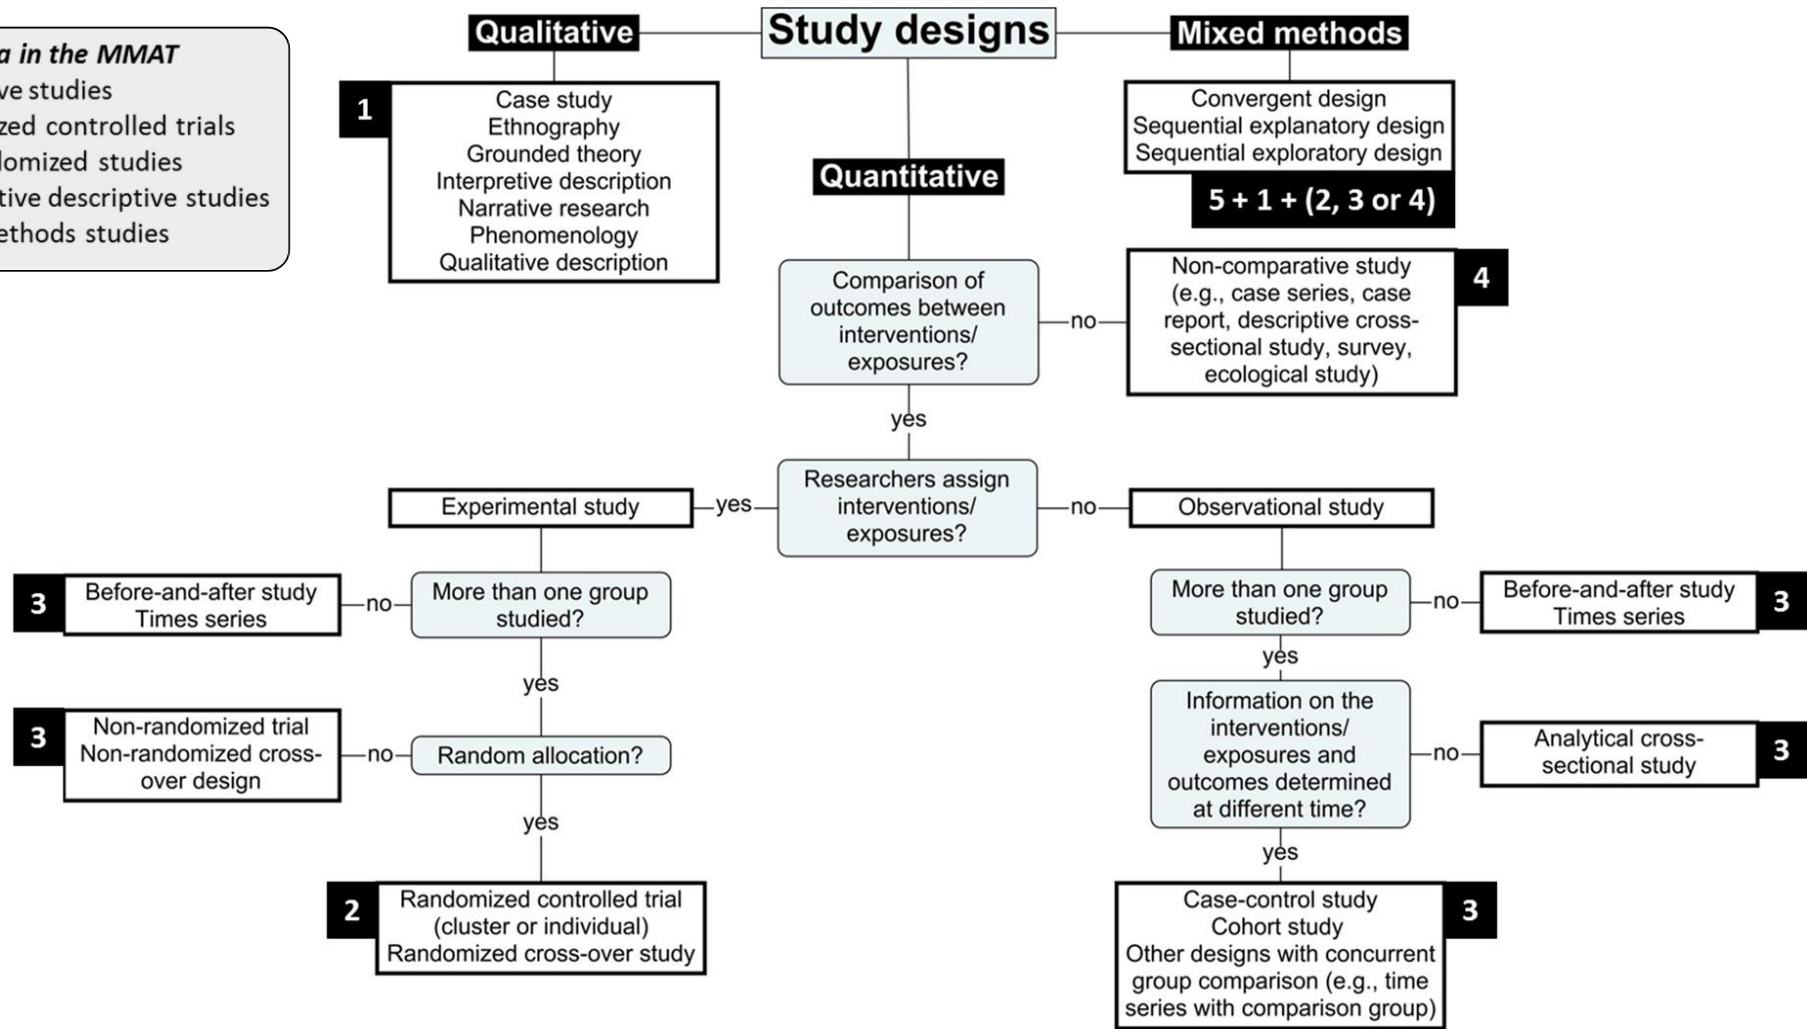 Study designs
Qualitative
Mixed methods
in the MMAT
studies
controlled trials
studies
descriptive studies
studies
1
Case study
Ethnography
Grounded theory
Interpretive description
Narrative research
Phenomenology
Qualitative description
Convergent design
Sequential explanatory design
Sequential exploratory design
5 + 1 + (2, 3 or 4)
Quantitative
Comparison of
outcomes between
interventions/
exposures?
no
Non-comparative study
(e.g., case series, case
report, descriptive cross-
sectional study, survey,
ecological study)
4
yes
Researchers assign
interventions/
exposures?
yes
Experimental study
no
Observational study
More than one group
studied?
no
Before-and-after study
Times series
3
yes
Random allocation?
no
Non-randomized trial
Non-randomized cross-
over design
3
yes
2
Randomized controlled trial
(cluster or individual)
Randomized cross-over study
More than one group
studied?
no
Before-and-after study
Times series
3
yes
Information on the
interventions/
exposures and
outcomes determined
at different time?
no
Analytical cross-
sectional study
3
yes
Case-control study
Cohort study
Other designs with concurrent
group comparison (e.g., time
series with comparison group)
3